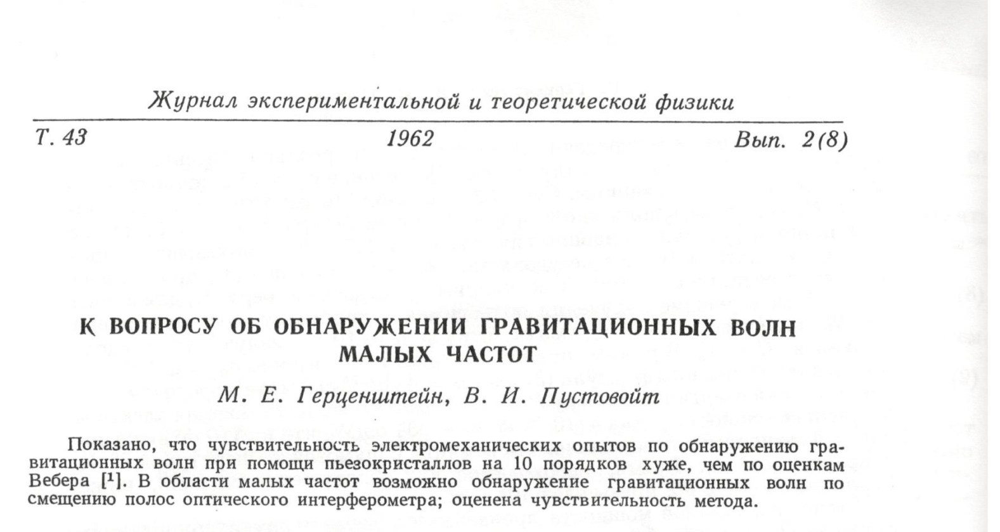 Журнал экспериментальной и теоретической физики
Т. 43 1962 Вып. 2(8)
К ВОПРОСУ ОБ ОБНАРУЖЕНИИ ГРАВИТАЦИОННЫХ ВОЛН
МАЛЫХ ЧАСТОТ
М. Е. Герценштейн, В. И. Пустовойт
Показано, что чувствительность электромеханических опытов по обнаружению гра-
витационных волн при помощи пьезокристаллов на 10 порядков хуже, чем по оценкам
Вебера [¹]. В области малых частот возможно обнаружение гравитационных волн по
смещению полос оптического интерферометра; оценена чувствительность метода.